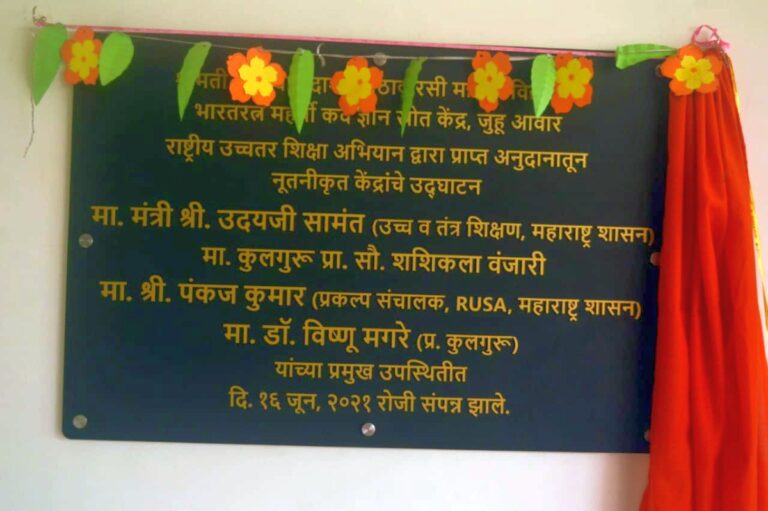 भारतरत्न महर्षी कर्वे ज्ञान स्रोत केंद्र, जुहू आवार
राष्ट्रीय उच्चतर शिक्षा अभियान द्वारा प्राप्त अनुदानातून
नूतनीकृत केंद्रांचे उद्‌घाटन
मा. मंत्री श्री. उदयजी सामंत (उच्च व तंत्र शिक्षण, महाराष्ट्र शासन)
मा. कुलगुरू प्रा. सौ. शशिकला वंजारी
मा. श्री. पंकज कुमार (प्रकल्प संचालक, RUSA, महाराष्ट्र शासन)
मा. डॉ. विष्णू मगरे (प्र. कुलगुरू)
यांच्या प्रमुख उपस्थितीत
दि. १६ जून, २०२१ रोजी संपन्न झाले.